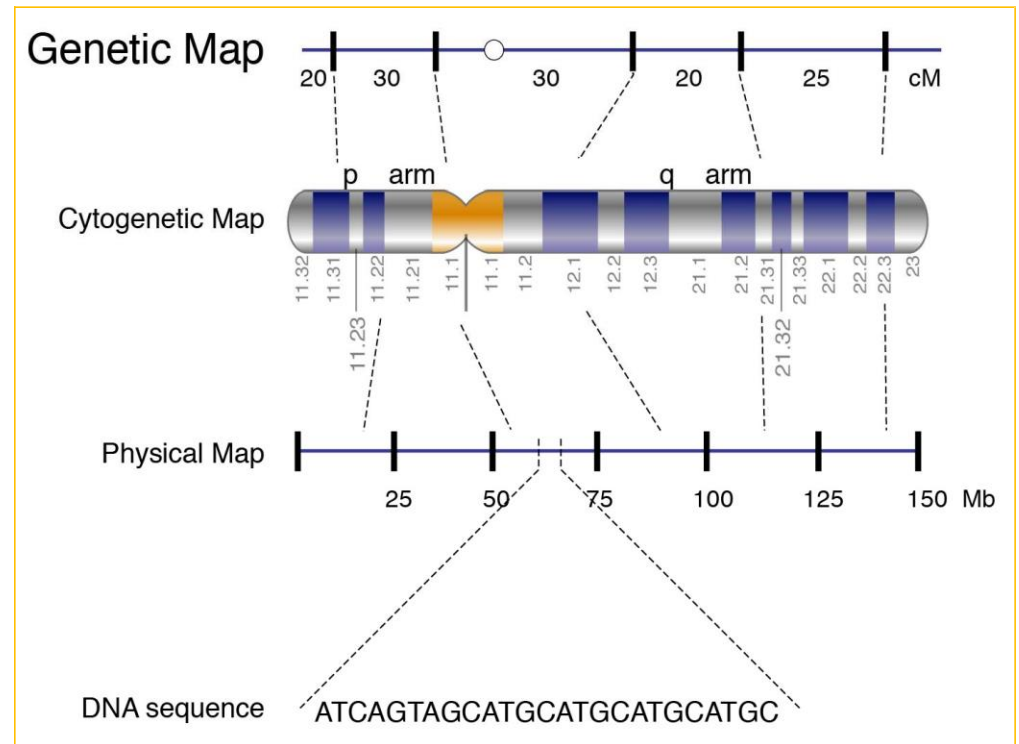 Genetic Map
20 30 30 20 25 cM
p arm q arm
Cytogenetic Map
11.32 11.31 11.23 11.22 11.21 11.1 11.1 11.2 12.1 12.2 12.3 21.1 21.2 21.31 21.32 21.33 22.1 22.2 22.3 23
Physical Map
25 50 75 100 125 150 Mb
DNA sequence ATCAGTAGCATGCATGCATGCATGC